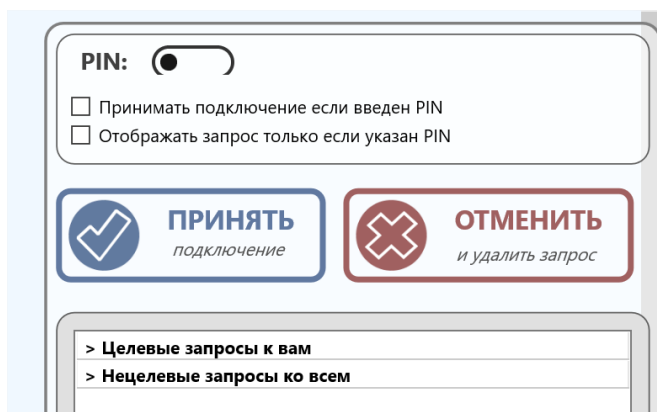 PIN:
Принимать подключение если введен PIN
Отображать запрос только если указан PIN
ПРИНЯТЬ
подключение
ОТМЕНИТЬ
и удалить запрос
> Целевые запросы к вам
> Нецелевые запросы ко всем